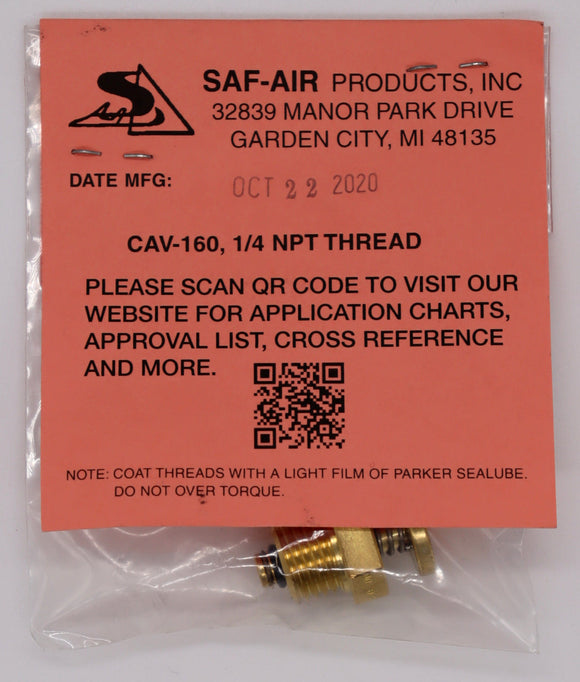 SAF-AIR PRODUCTS, INC
32839 MANOR PARK DRIVE
GARDEN CITY, MI 48135
DATE MFG: OCT 22 2020
CAV-160, 1/4 NPT THREAD
PLEASE SCAN QR CODE TO VISIT OUR
WEBSITE FOR APPLICATION CHARTS,
APPROVAL LIST, CROSS REFERENCE
AND MORE.
NOTE: COAT THREADS WITH A LIGHT FILM OF PARKER SEALUBE.
DO NOT OVER TORQUE.